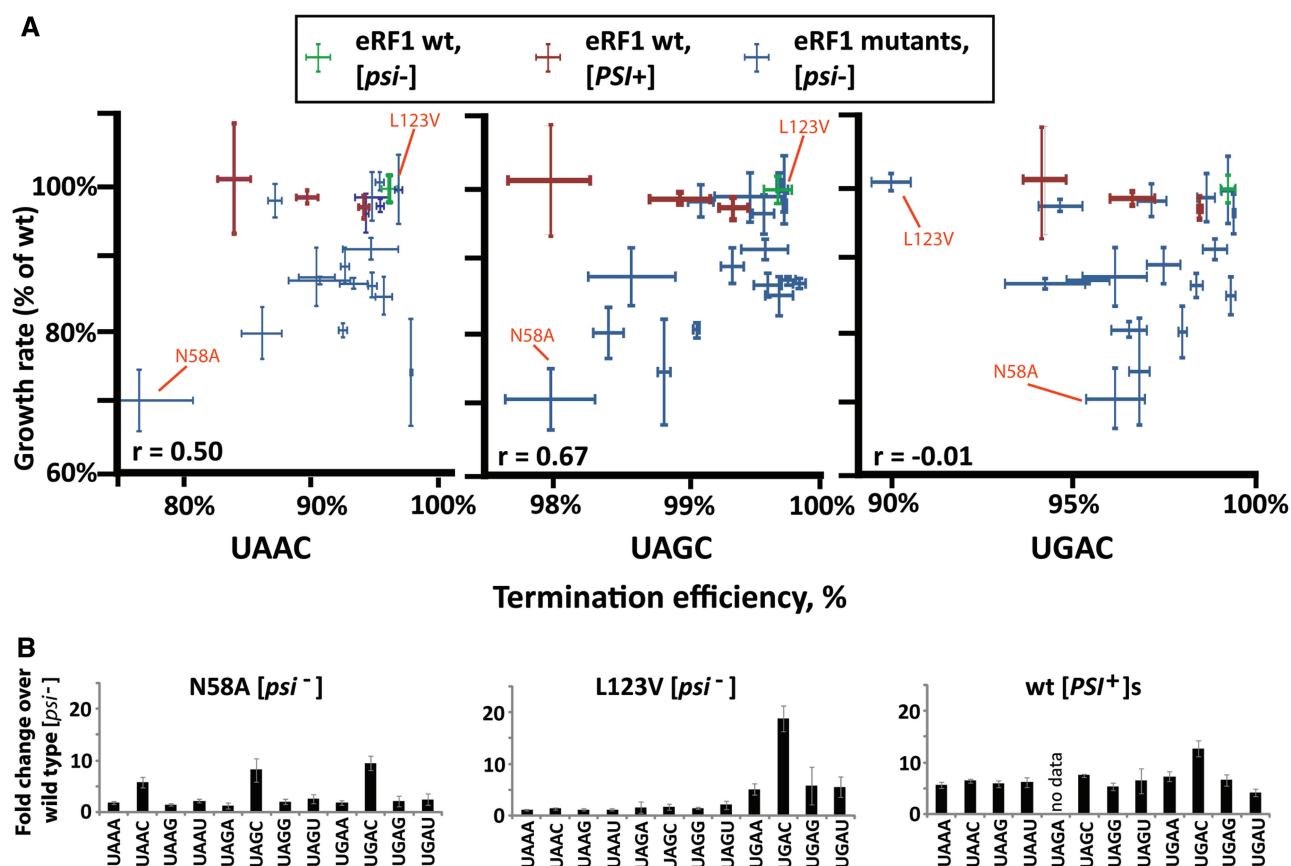 A
eRF1 wt, [psi-]
eRF1 wt, [PSI+]
eRF1 mutants, [psi-]
Growth rate (% of wt)
100%
80%
60%
L123V
N58A
r = 0.50
80% 90% 100%
UAAC
L123V
N58A
r = 0.67
98% 99% 100%
UAGC
L123V
N58A
r = -0.01
90% 95% 100%
UGAC
Termination efficiency, %
B
Fold change over
wild type [psi-]
N58A [psi -]
20
10
0
UAAA UAAC UAAG UAAU UAGA UAGC UAGG UAGU UGAA UGAC UGAG UGAU
L123V [psi -]
20
10
0
UAAA UAAC UAAG UAAU UAGA UAGC UAGG UAGU UGAA UGAC UGAG UGAU
wt [PSI+]s
20
10
0
no data
UAAA UAAC UAAG UAAU UAGA UAGC UAGG UAGU UGAA UGAC UGAG UGAU